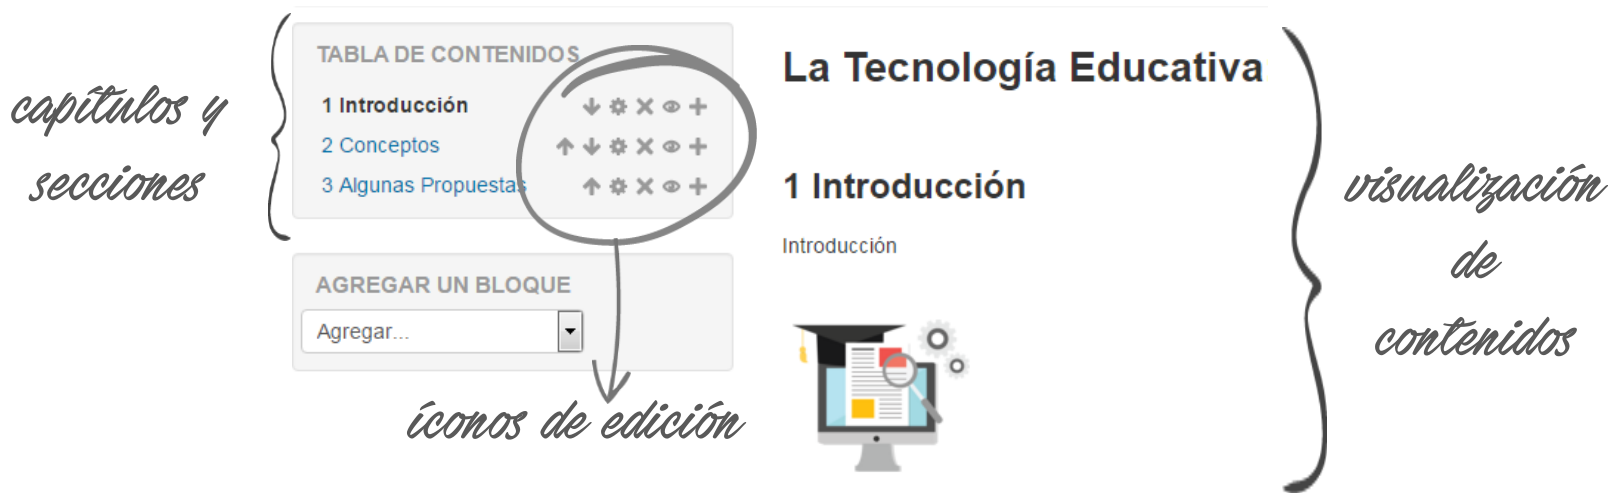 capítulos y
secciones
TABLA DE CONTENIDOS
1 Introducción
2 Conceptos
3 Algunas Propuestas
AGREGAR UN BLOQUE
Agregar...
íconos de edición
La Tecnología Educativa
1 Introducción
Introducción
visualización
de
contenidos